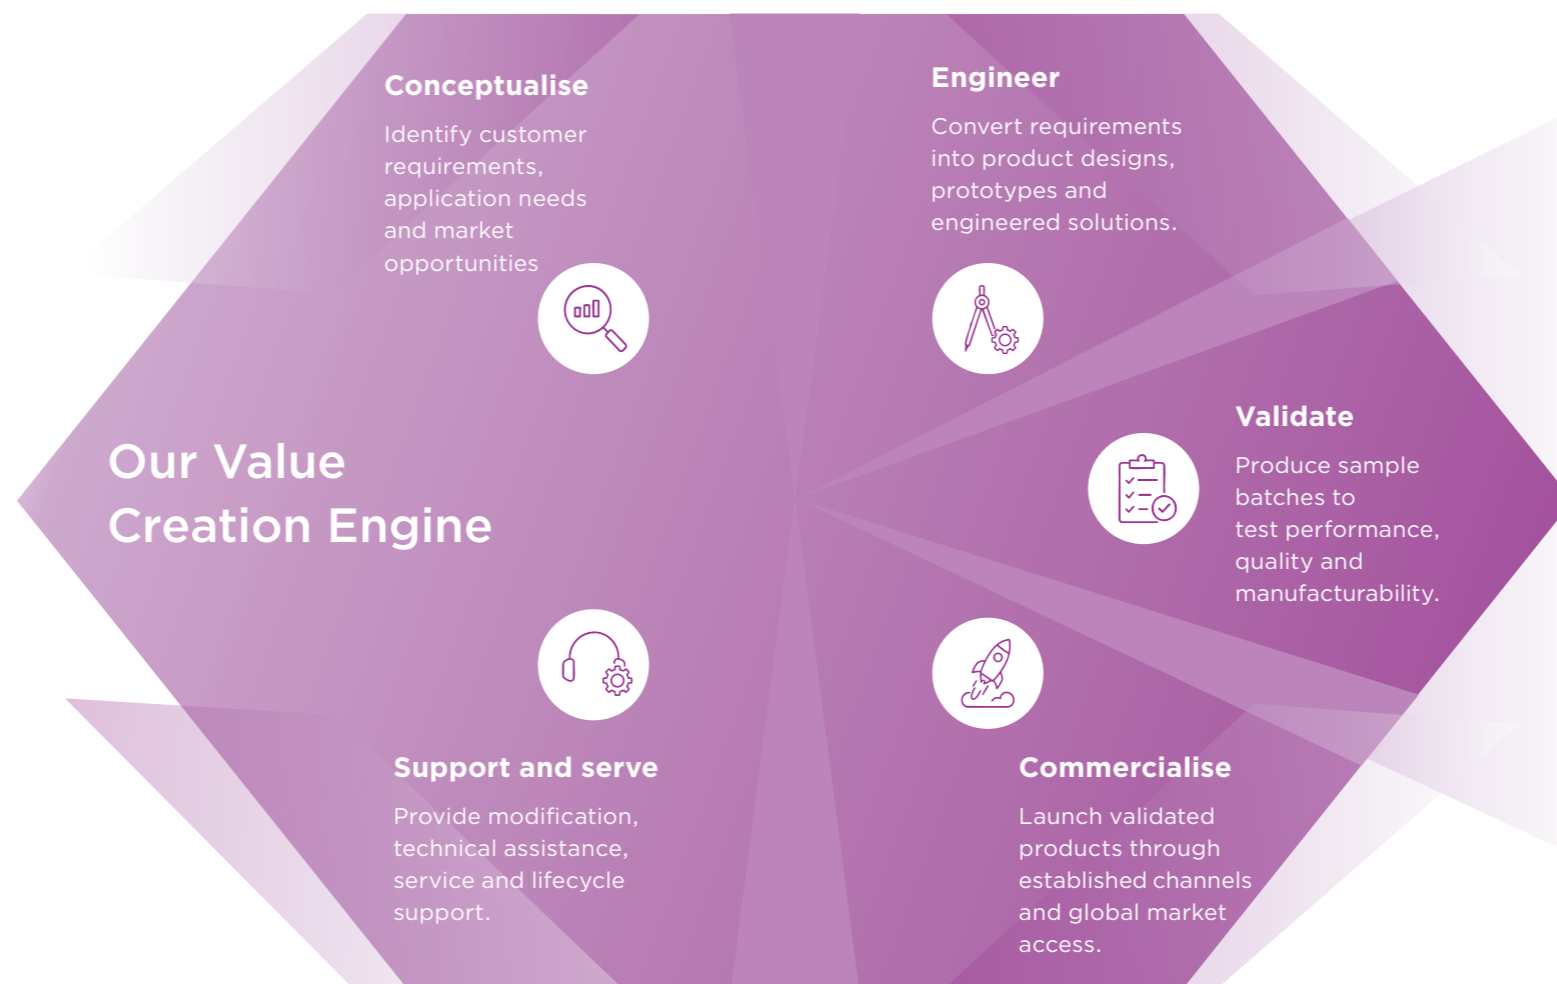 Our Value
Creation Engine
Conceptualise
Identify customer
requirements,
application needs
and market
opportunities
Engineer
Convert requirements
into product designs,
prototypes and
engineered solutions.
Validate
Produce sample
batches to
test performance,
quality and
manufacturability.
Commercialise
Launch validated
products through
established channels
and global market
access.
Support and serve
Provide modification,
technical assistance,
service and lifecycle
support.